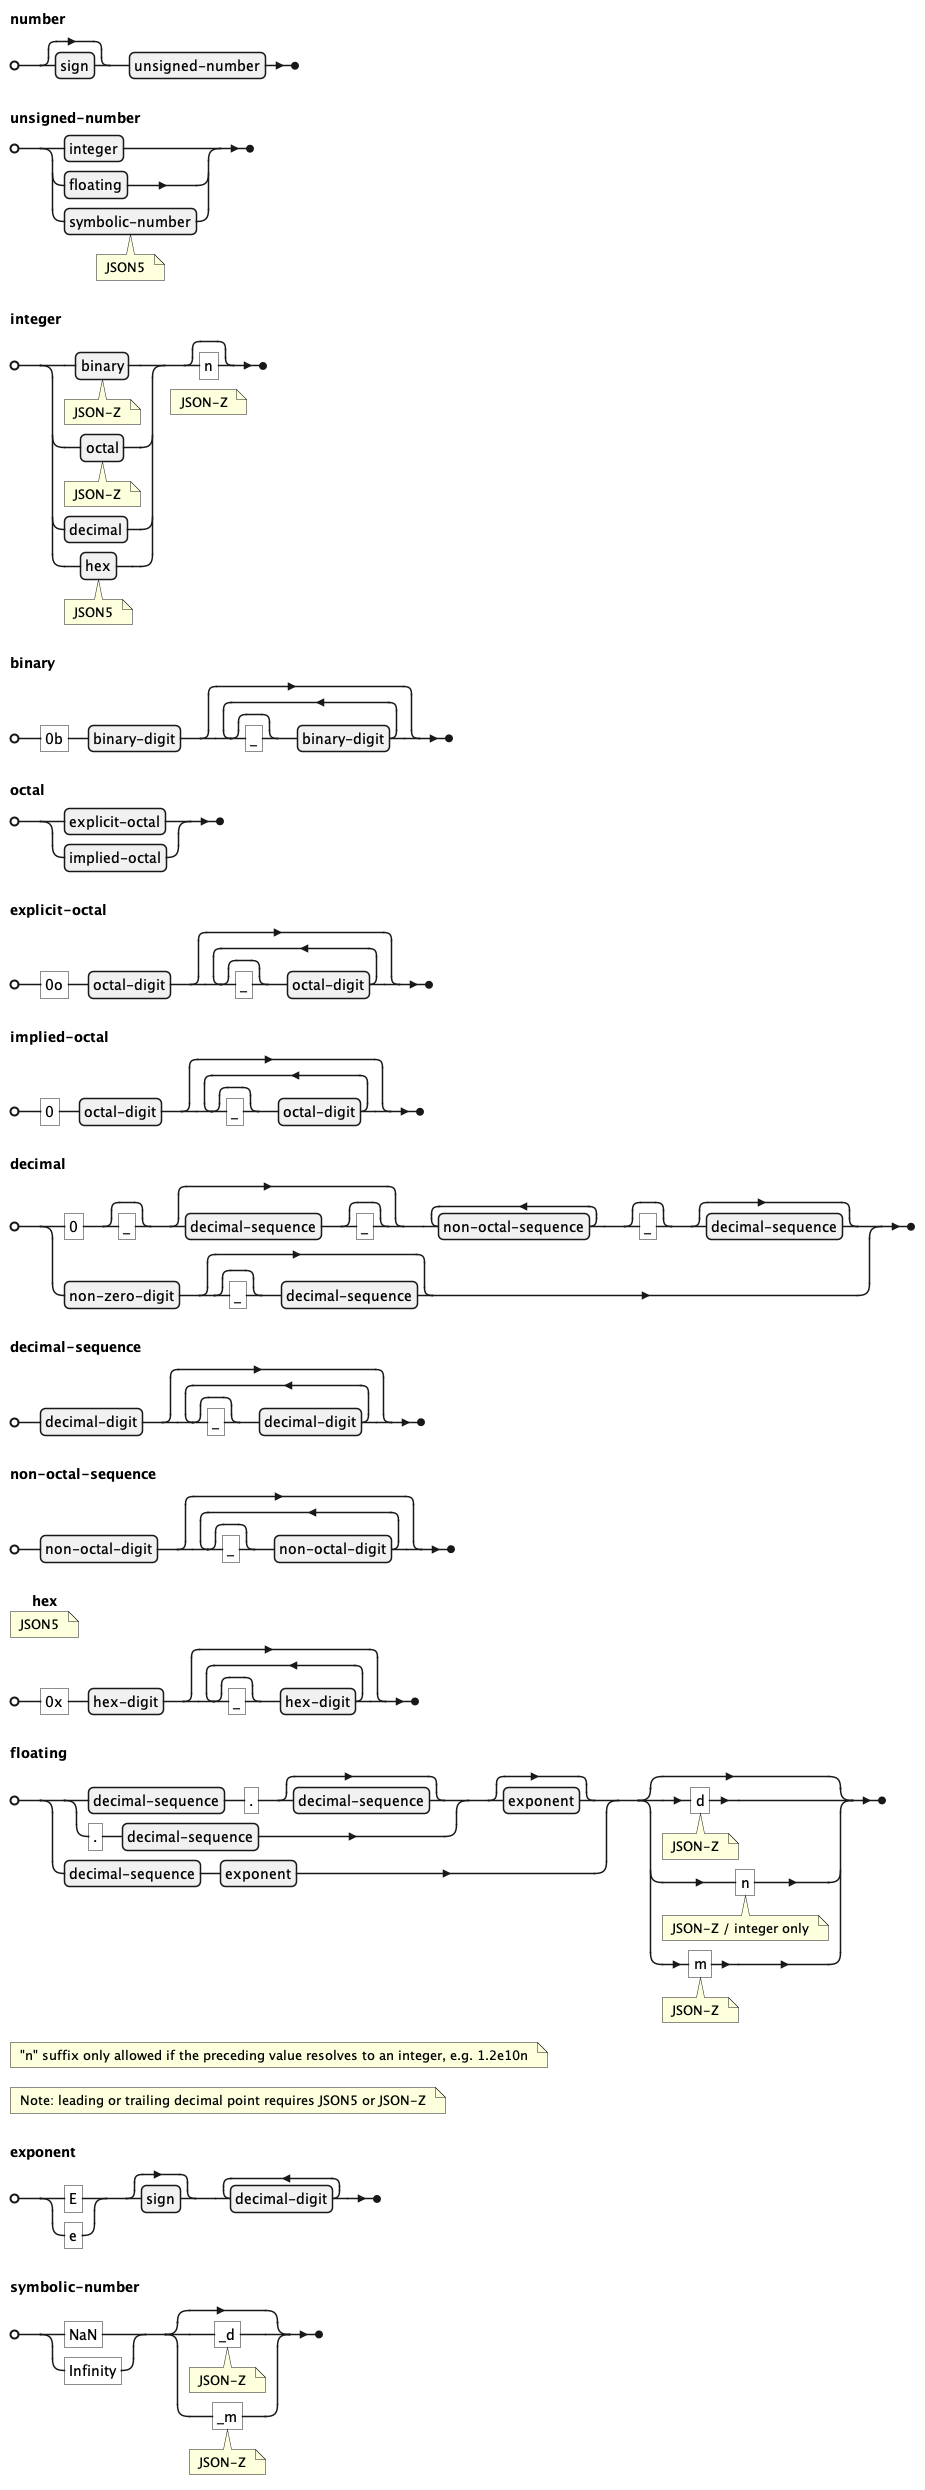 number
sign unsigned-number
unsigned-number
integer
floating
symbolic-number
JSON5
integer
binary n
JSON-Z JSON-Z
octal
JSON-Z
decimal
hex
JSON5
binary
0b binary-digit _ binary-digit
octal
explicit-octal
implied-octal
explicit-octal
0o octal-digit _ octal-digit
implied-octal
0 octal-digit _ octal-digit
decimal
0 _ decimal-sequence _ non-octal-sequence _ decimal-sequence
non-zero-digit _ decimal-sequence
decimal-sequence
decimal-digit _ decimal-digit
non-octal-sequence
non-octal-digit _ non-octal-digit
hex
JSON5
0x hex-digit _ hex-digit
floating
decimal-sequence . decimal-sequence exponent d
. decimal-sequence JSON-Z
decimal-sequence exponent n
JSON-Z / integer only
m
JSON-Z
"n" suffix only allowed if the preceding value resolves to an integer, e.g. 1.2e10n
Note: leading or trailing decimal point requires JSON5 or JSON-Z
exponent
E sign decimal-digit
e
symbolic-number
NaN _d
Infinity JSON-Z
_m
JSON-Z